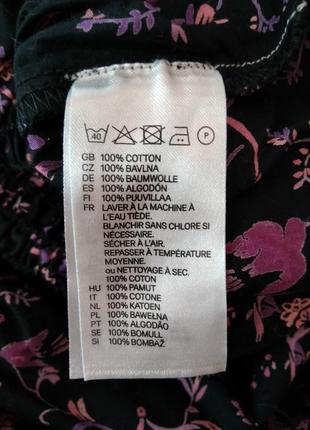 40 P
GB 100% COTTON
CZ 100% BAVLNA
DE 100% BAUMWOLLE
ES 100% ALGODÓN
FI 100% PUUVILLAA
FR LAVER À LA MACHINE À
L'EAU TIÈDE.
BLANCHIR SANS CHLORE SI
NÉCESSAIRE.
SÉCHER À L'AIR.
REPASSER À TEMPÉRATURE
MOYENNE.
ou NETTOYAGE À SEC.
100% COTON
HU 100% PAMUT
IT 100% COTONE
NL 100% KATOEN
PL 100% BAWEŁNA
PT 100% ALGODÃO
SE 100% BOMULL
SI 100% BOMBAŽ